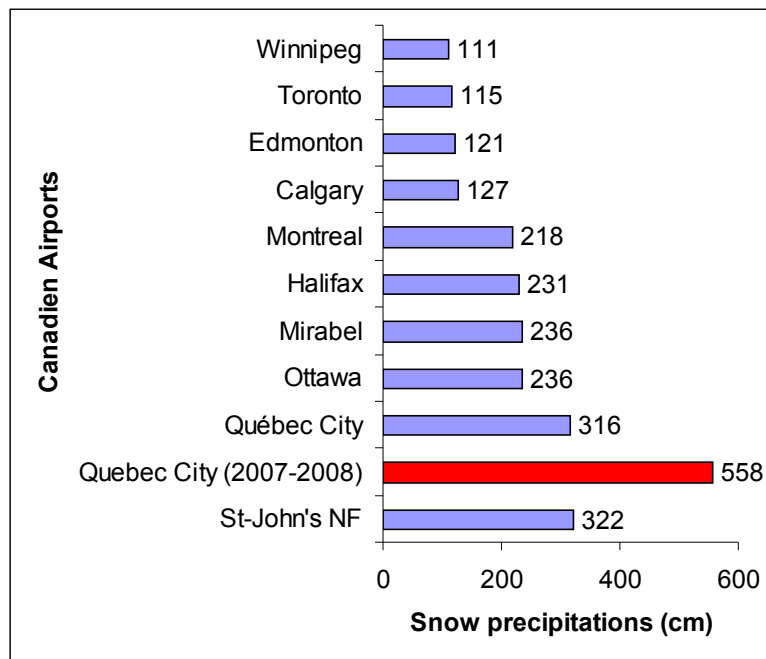 Winnipeg 111
Toronto 115
Edmonton 121
Calgary 127
Montreal 218
Halifax 231
Mirabel 236
Ottawa 236
Québec City 316
Quebec City (2007-2008) 558
St-John's NF 322
0 200 400 600
Snow precipitations (cm)
Canadien Airports